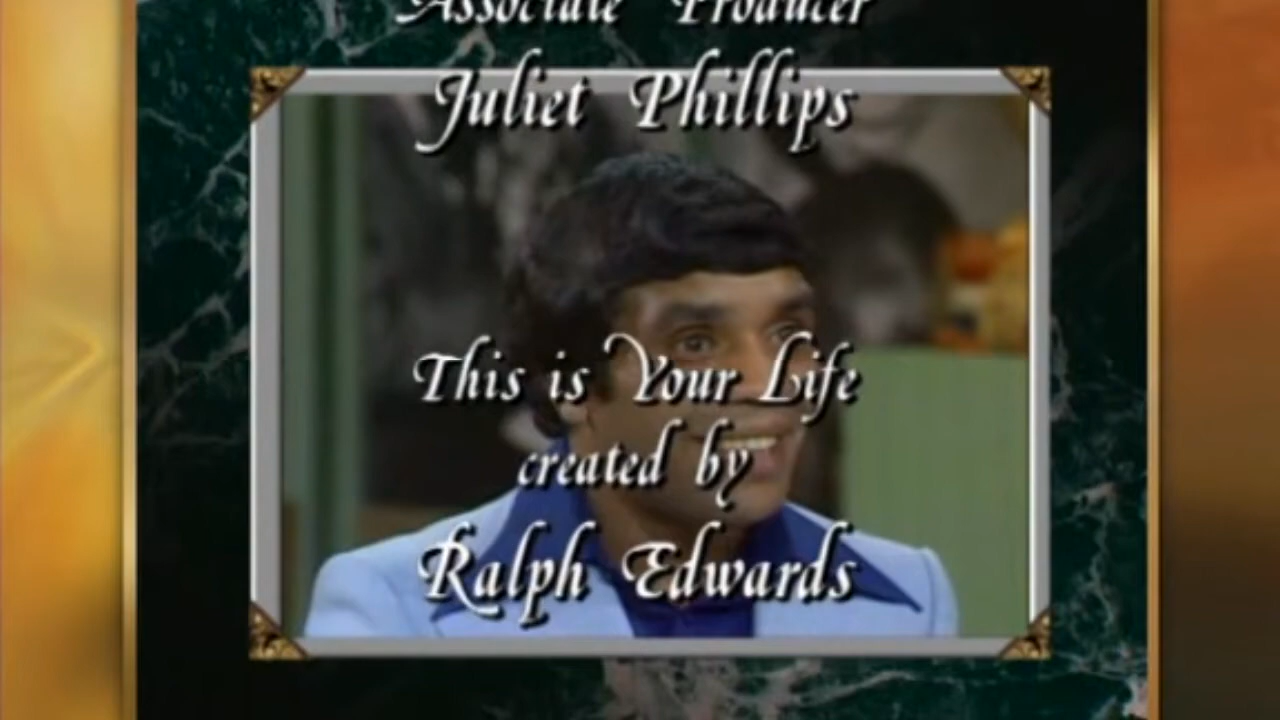 Associate Producer
Juliet Phillips
This is Your Life
created by
Ralph Edwards